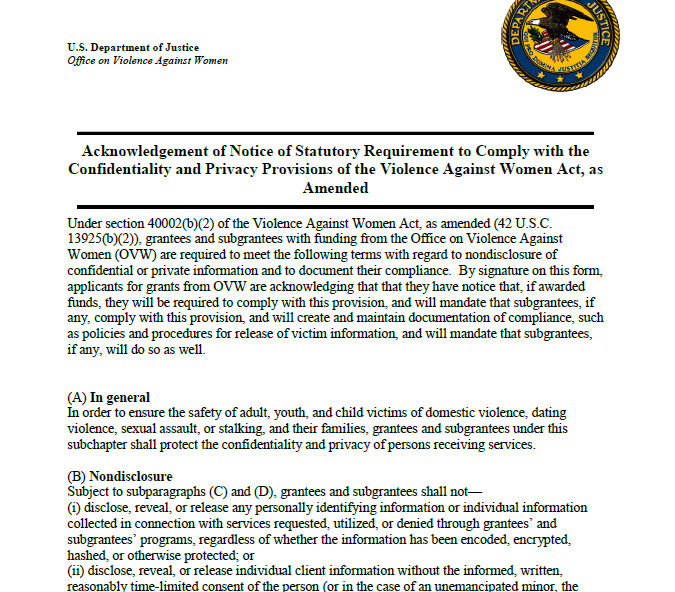 DEPARTMENT JUSTICE
QUI PRO DOMINA JUSTITIA SEQUITUR
U.S. Department of Justice
Office on Violence Against Women
Acknowledgement of Notice of Statutory Requirement to Comply with the
Confidentiality and Privacy Provisions of the Violence Against Women Act, as
Amended
Under section 40002(b)(2) of the Violence Against Women Act, as amended (42 U.S.C.
13925(b)(2)), grantees and subgrantees with funding from the Office on Violence Against
Women (OVW) are required to meet the following terms with regard to nondisclosure of
confidential or private information and to document their compliance.  By signature on this form,
applicants for grants from OVW are acknowledging that that they have notice that, if awarded
funds, they will be required to comply with this provision, and will mandate that subgrantees, if
any, comply with this provision, and will create and maintain documentation of compliance, such
as policies and procedures for release of victim information, and will mandate that subgrantees,
if any, will do so as well.
(A) In general
In order to ensure the safety of adult, youth, and child victims of domestic violence, dating
violence, sexual assault, or stalking, and their families, grantees and subgrantees under this
subchapter shall protect the confidentiality and privacy of persons receiving services.
(B) Nondisclosure
Subject to subparagraphs (C) and (D), grantees and subgrantees shall not—
(i) disclose, reveal, or release any personally identifying information or individual information
collected in connection with services requested, utilized, or denied through grantees’ and
subgrantees’ programs, regardless of whether the information has been encoded, encrypted,
hashed, or otherwise protected; or
(ii) disclose, reveal, or release individual client information without the informed, written,
reasonably time-limited consent of the person (or in the case of an unemancipated minor, the